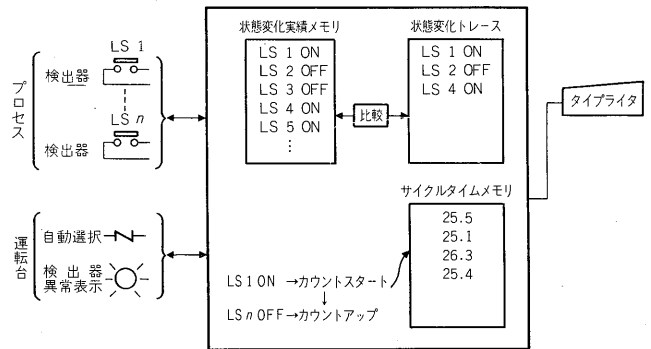 プロセス
LS 1
検出器
LS n
検出器
運転台
自動選択
検出器
異常表示
状態変化実績メモリ
LS 1 ON
LS 2 OFF
LS 3 OFF
LS 4 ON
LS 5 ON
⋮
比較
状態変化トレース
LS 1 ON
LS 2 OFF
LS 4 ON
サイクルタイムメモリ
25.5
25.1
26.3
25.4
LS1 ON →カウントスタート
↓
LSn OFF→カウントアップ
タイプライタ